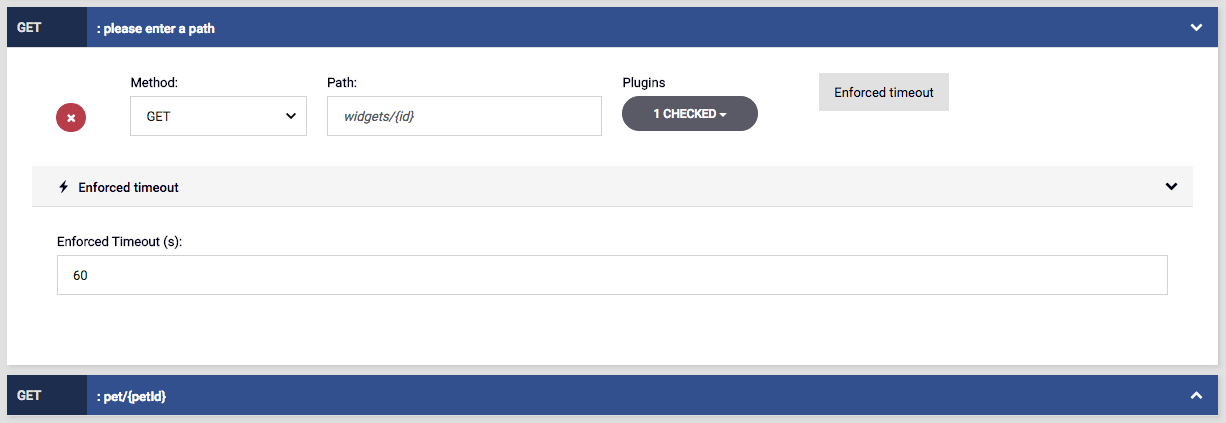 GET : please enter a path
Method: Path: Plugins Enforced timeout
GET widgets/{id} 1 CHECKED
Enforced timeout
Enforced Timeout (s):
60
GET : pet/{petId}